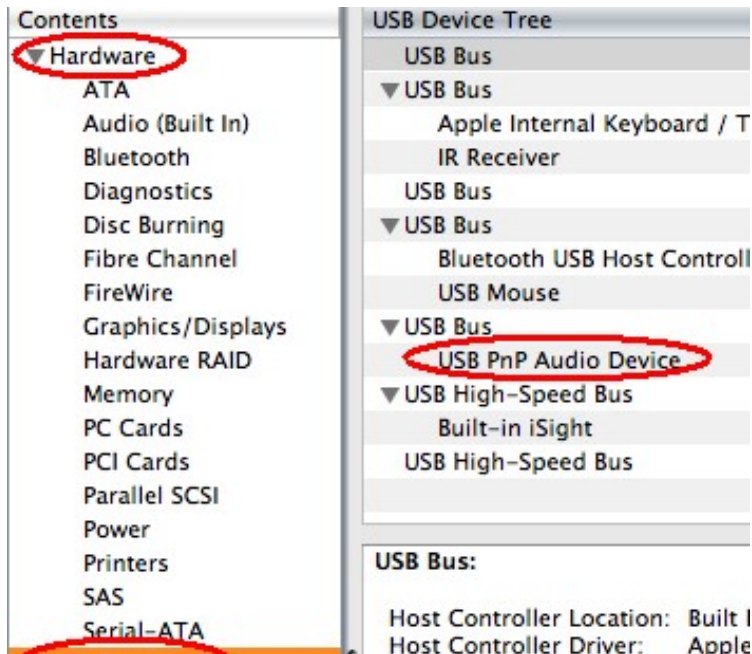 Contents
Hardware
ATA
Audio (Built In)
Bluetooth
Diagnostics
Disc Burning
Fibre Channel
FireWire
Graphics/Displays
Hardware RAID
Memory
PC Cards
PCI Cards
Parallel SCSI
Power
Printers
SAS
Serial-ATA
USB Device Tree
USB Bus
USB Bus
Apple Internal Keyboard / T
IR Receiver
USB Bus
USB Bus
Bluetooth USB Host Controll
USB Mouse
USB Bus
USB PnP Audio Device
USB High-Speed Bus
Built-in iSight
USB High-Speed Bus
USB Bus:
Host Controller Location: Built
Host Controller Driver: Apple